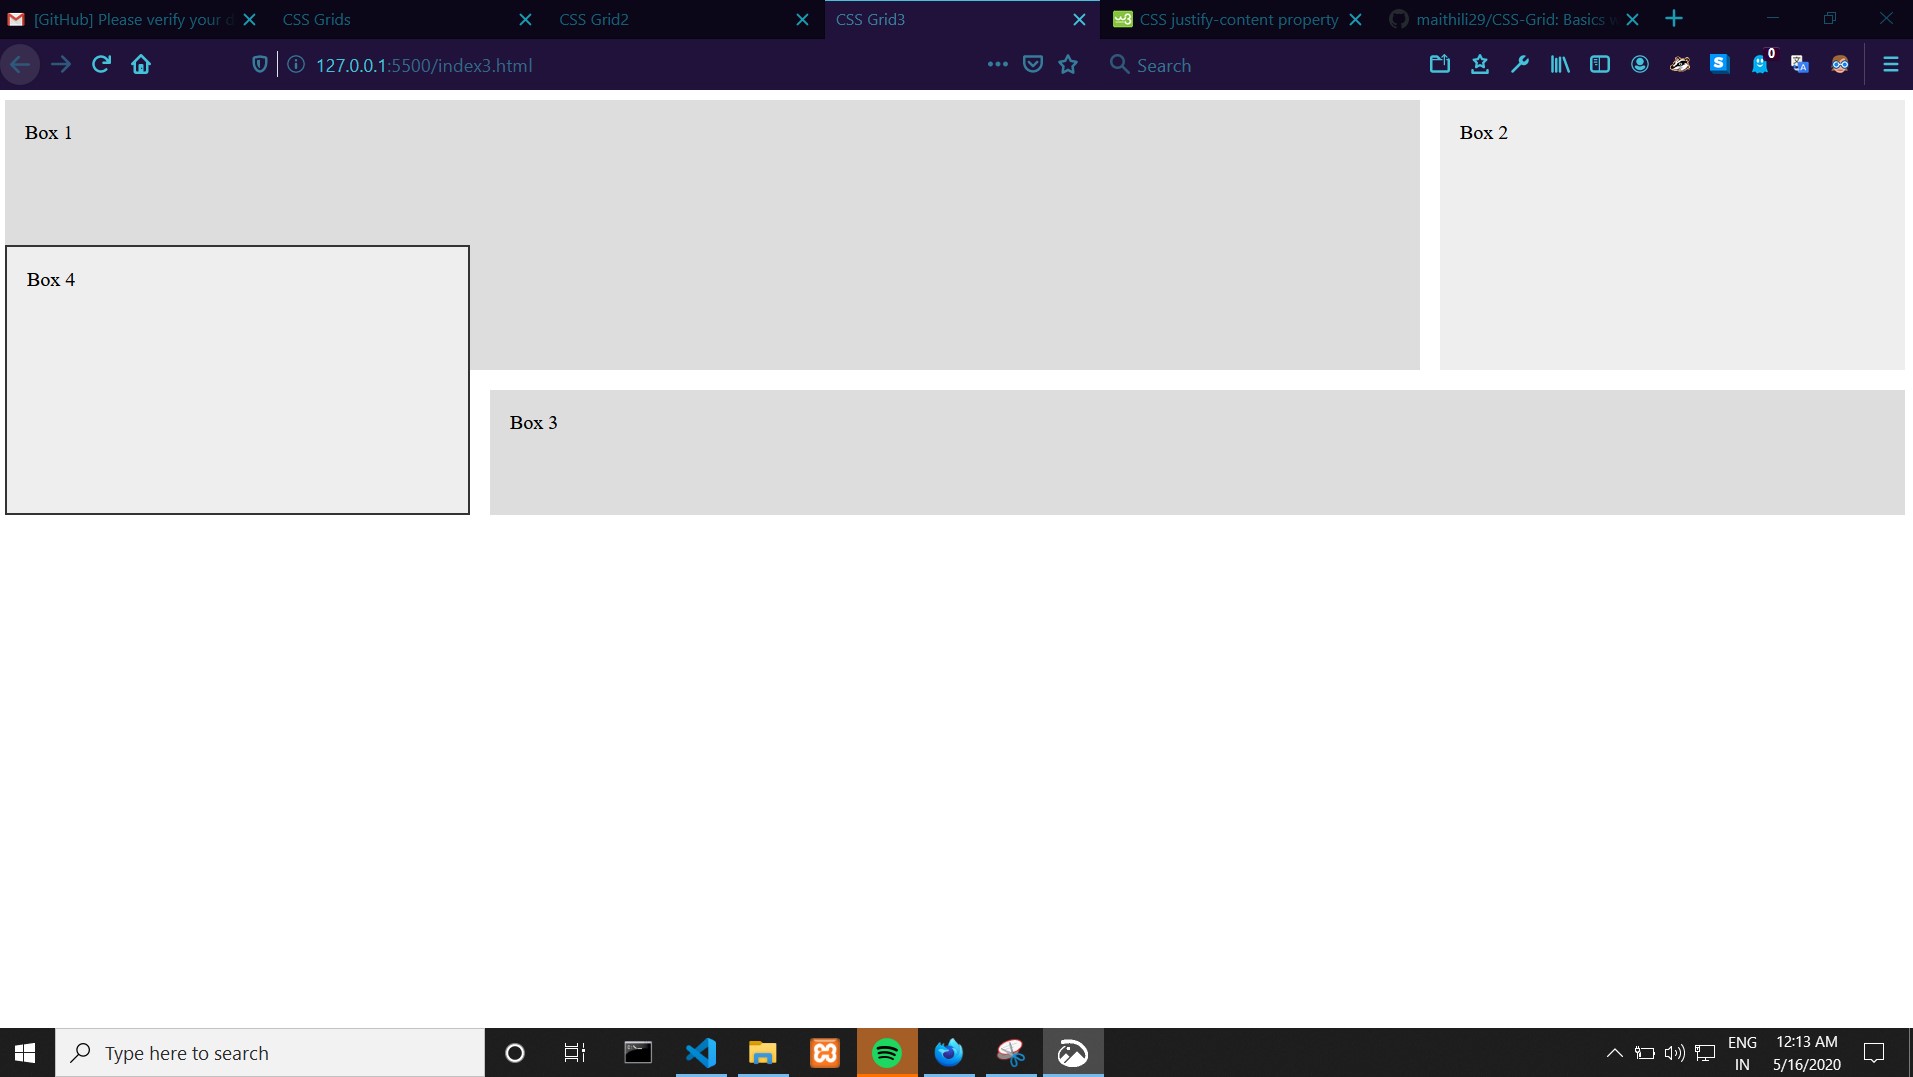 [GitHub] Please verify your d
CSS Grids
CSS Grid2
CSS Grid3
CSS justify-content property
maithili29/CSS-Grid: Basics w
127.0.0.1:5500/index3.html
Search
S
0
Box 1
Box 2
Box 4
Box 3
Type here to search
ENG
IN
12:13 AM
5/16/2020